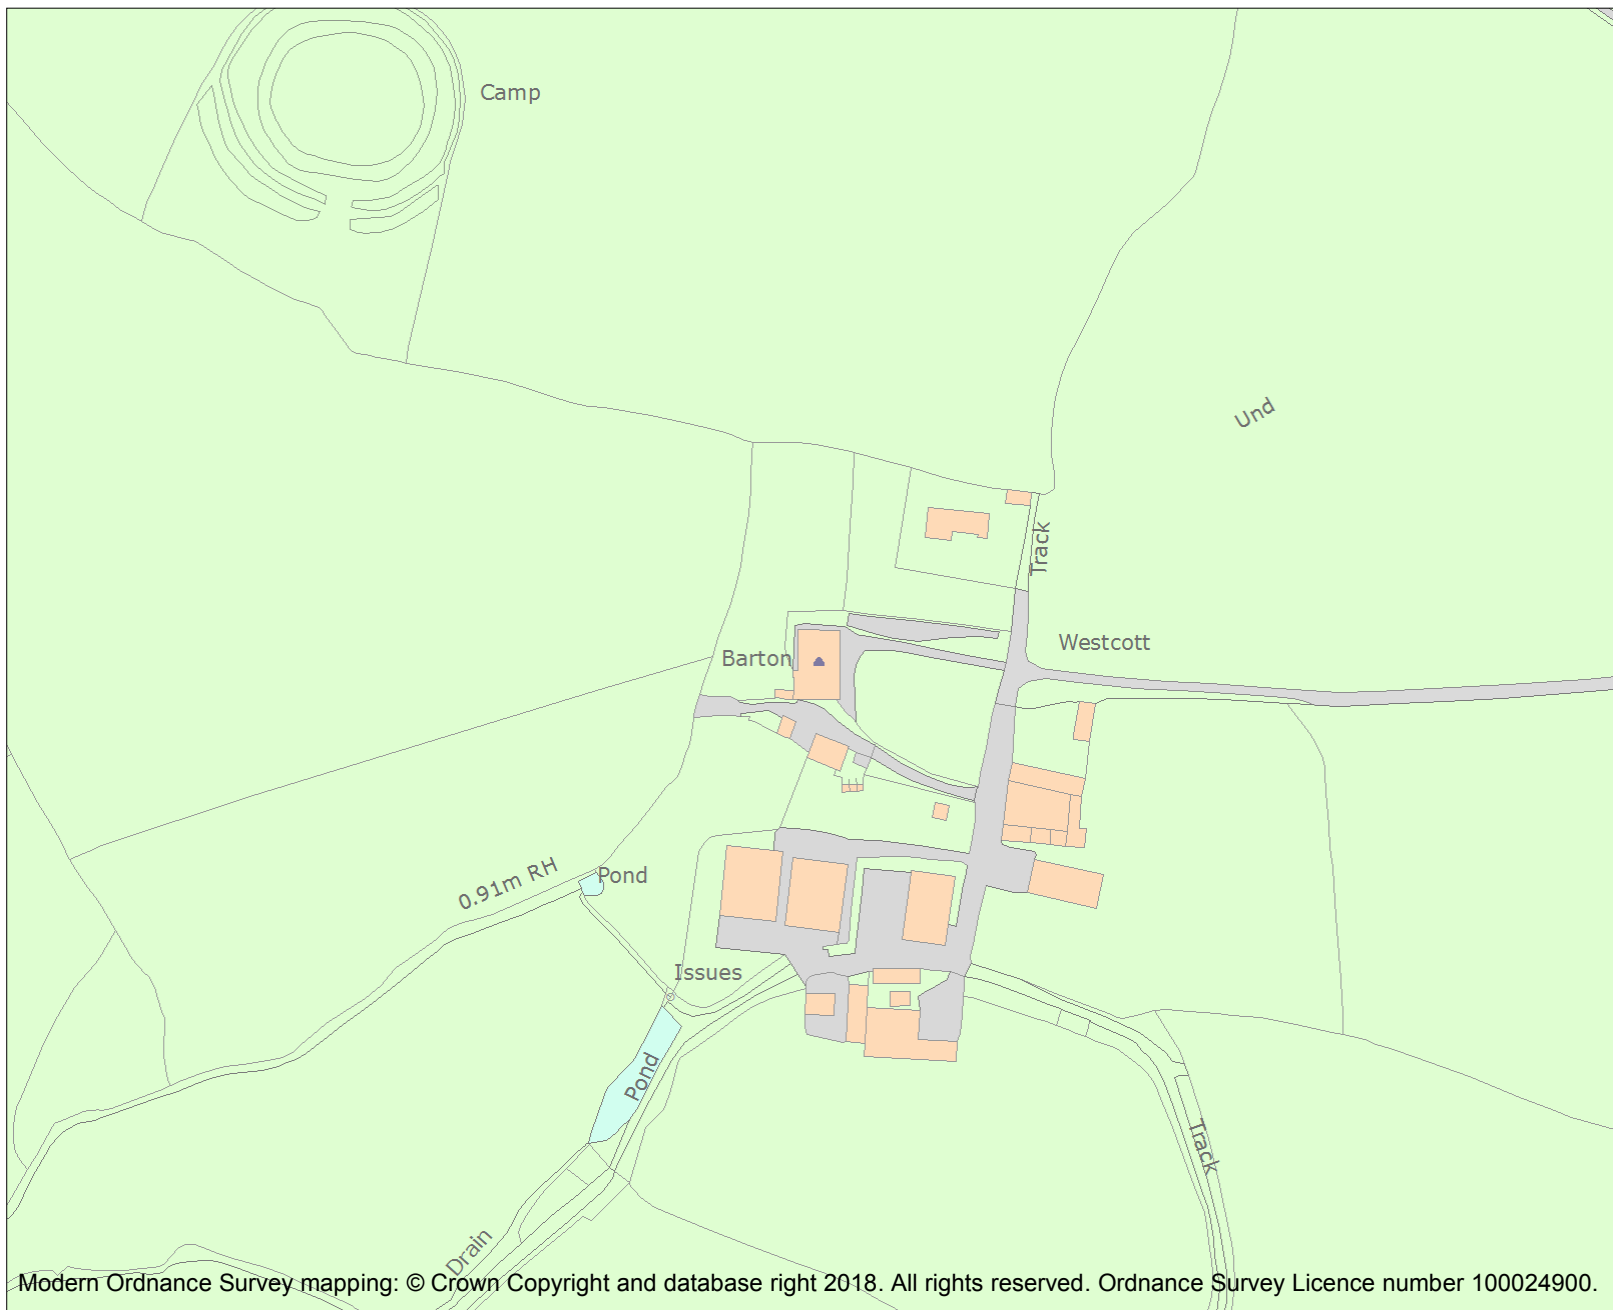 Camp
Und
Track
Westcott
Barton
Pond
0.91m RH
Issues
Pond
Track
Drain
Modern Ordnance Survey mapping: © Crown Copyright and database right 2018. All rights reserved. Ordnance Survey Licence number 100024900.